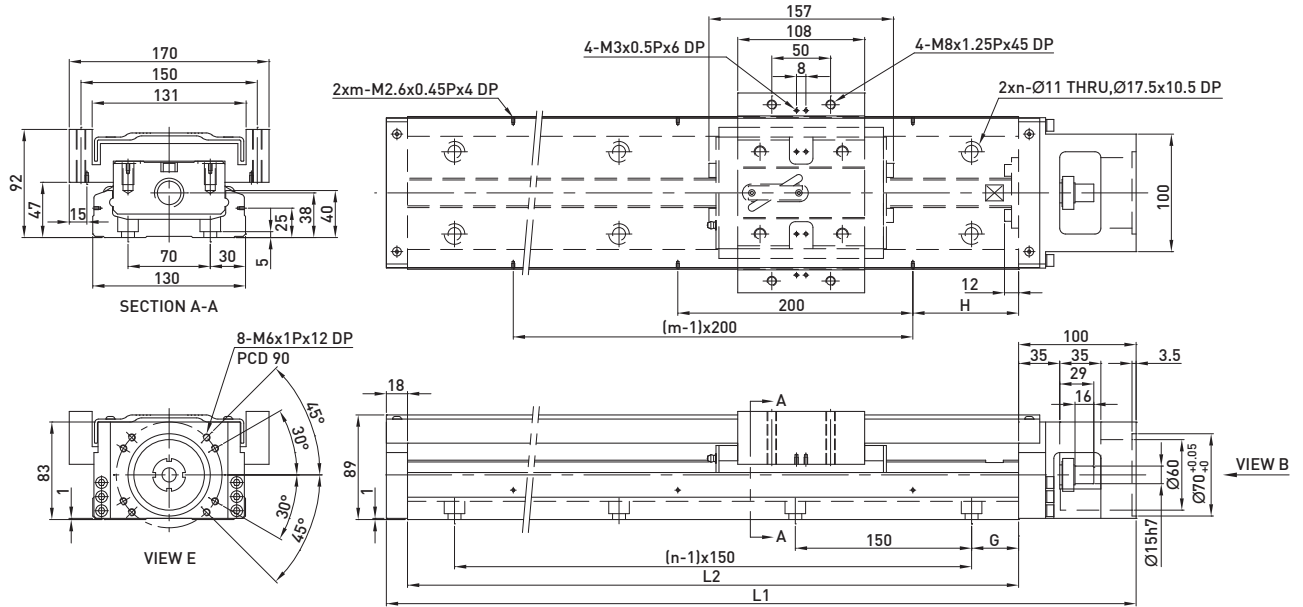 170
150
131
92
47
15
25
38
40
5
70
30
130
SECTION A-A
157
108
50
8
4-M3x0.5Px6 DP
4-M8x1.25Px45 DP
2xm-M2.6x0.45Px4 DP
2xn-Ø11 THRU,Ø17.5x10.5 DP
100
12
200
H
(m-1)x200
8-M6x1Px12 DP
PCD 90
45°
30°
30°
45°
83
1
VIEW E
18
89
1
A
A
100
35
35
3.5
29
16
Ø60
Ø70 +0.05
+0
Ø15h7
VIEW B
150
G
(n-1)x150
L2
L1